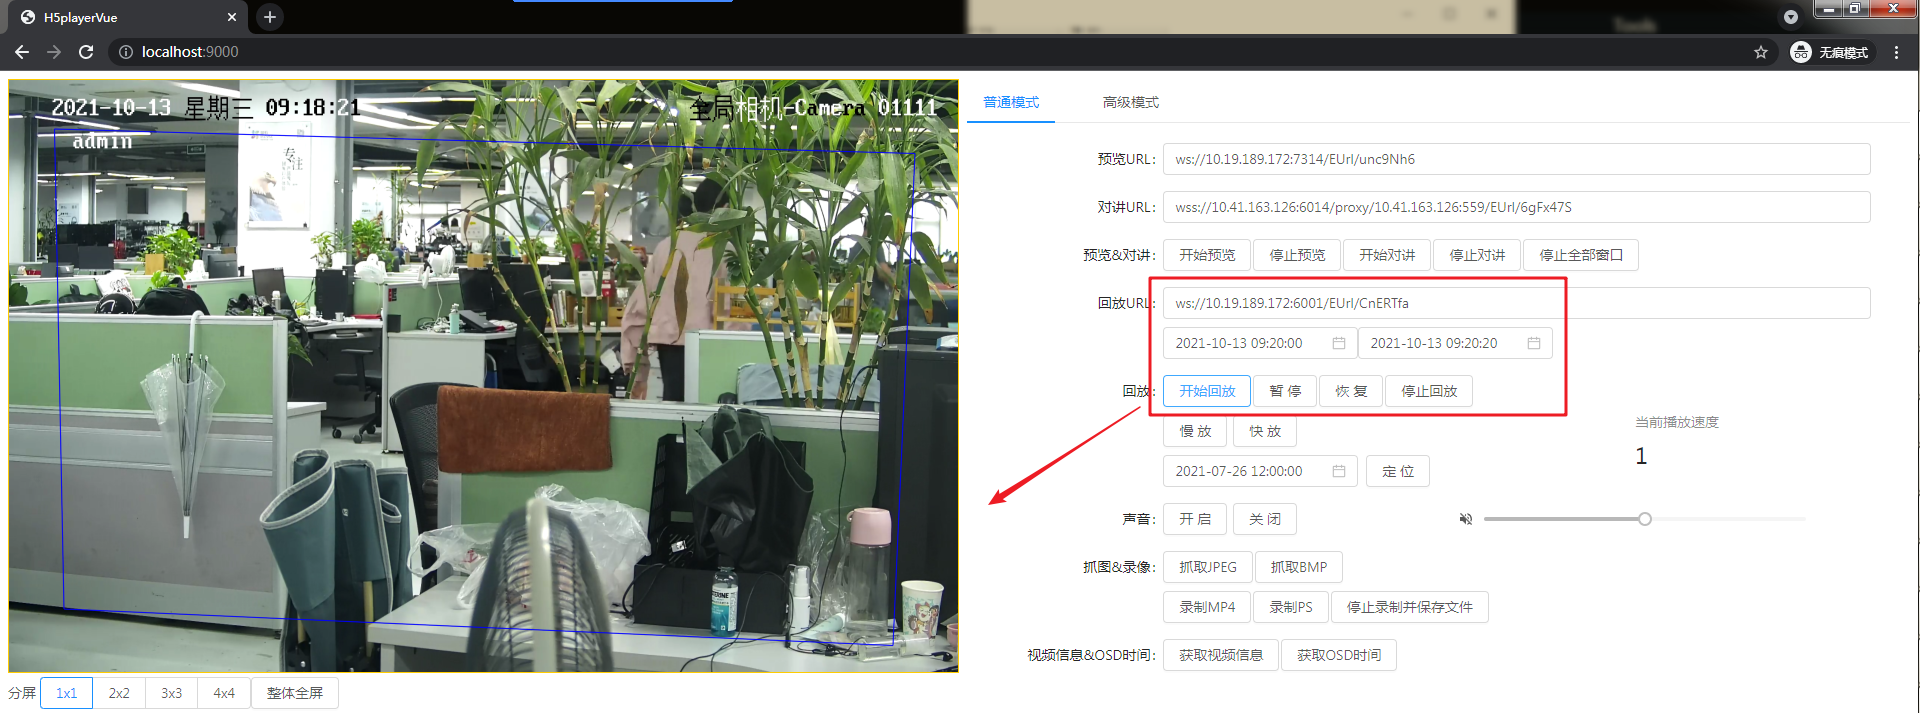 H5playerVue
localhost:9000
无痕模式
2021-10-13 星期三 09:18:21
全局相机-Camera 01111
admin
专注
分屏 1x1 2x2 3x3 4x4 整体全屏
普通模式 高级模式
预览URL: ws://10.19.189.172:7314/EUrl/unc9Nh6
对讲URL: wss://10.41.163.126:6014/proxy/10.41.163.126:559/EUrl/6gFx47S
预览&对讲: 开始预览 停止预览 开始对讲 停止对讲 停止全部窗口
回放URL: ws://10.19.189.172:6001/EUrl/CnERTfa
2021-10-13 09:20:00 2021-10-13 09:20:20
回放: 开始回放 暂 停 恢 复 停止回放
慢 放 快 放
当前播放速度
1
2021-07-26 12:00:00 定 位
声音: 开 启 关 闭
抓图&录像: 抓取JPEG 抓取BMP
录制MP4 录制PS 停止录制并保存文件
视频信息&OSD时间: 获取视频信息 获取OSD时间